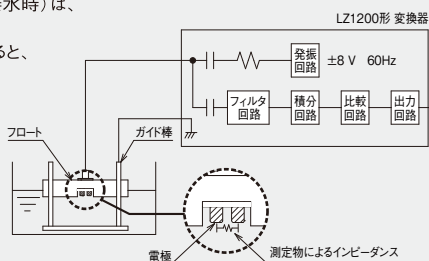 水時）は、
ると、
LZ1200形 変換器
発振
回路
±8 V 60Hz
フィルタ
回路
積分
回路
比較
回路
出力
回路
フロート
ガイド棒
電極
測定物によるインピーダンス